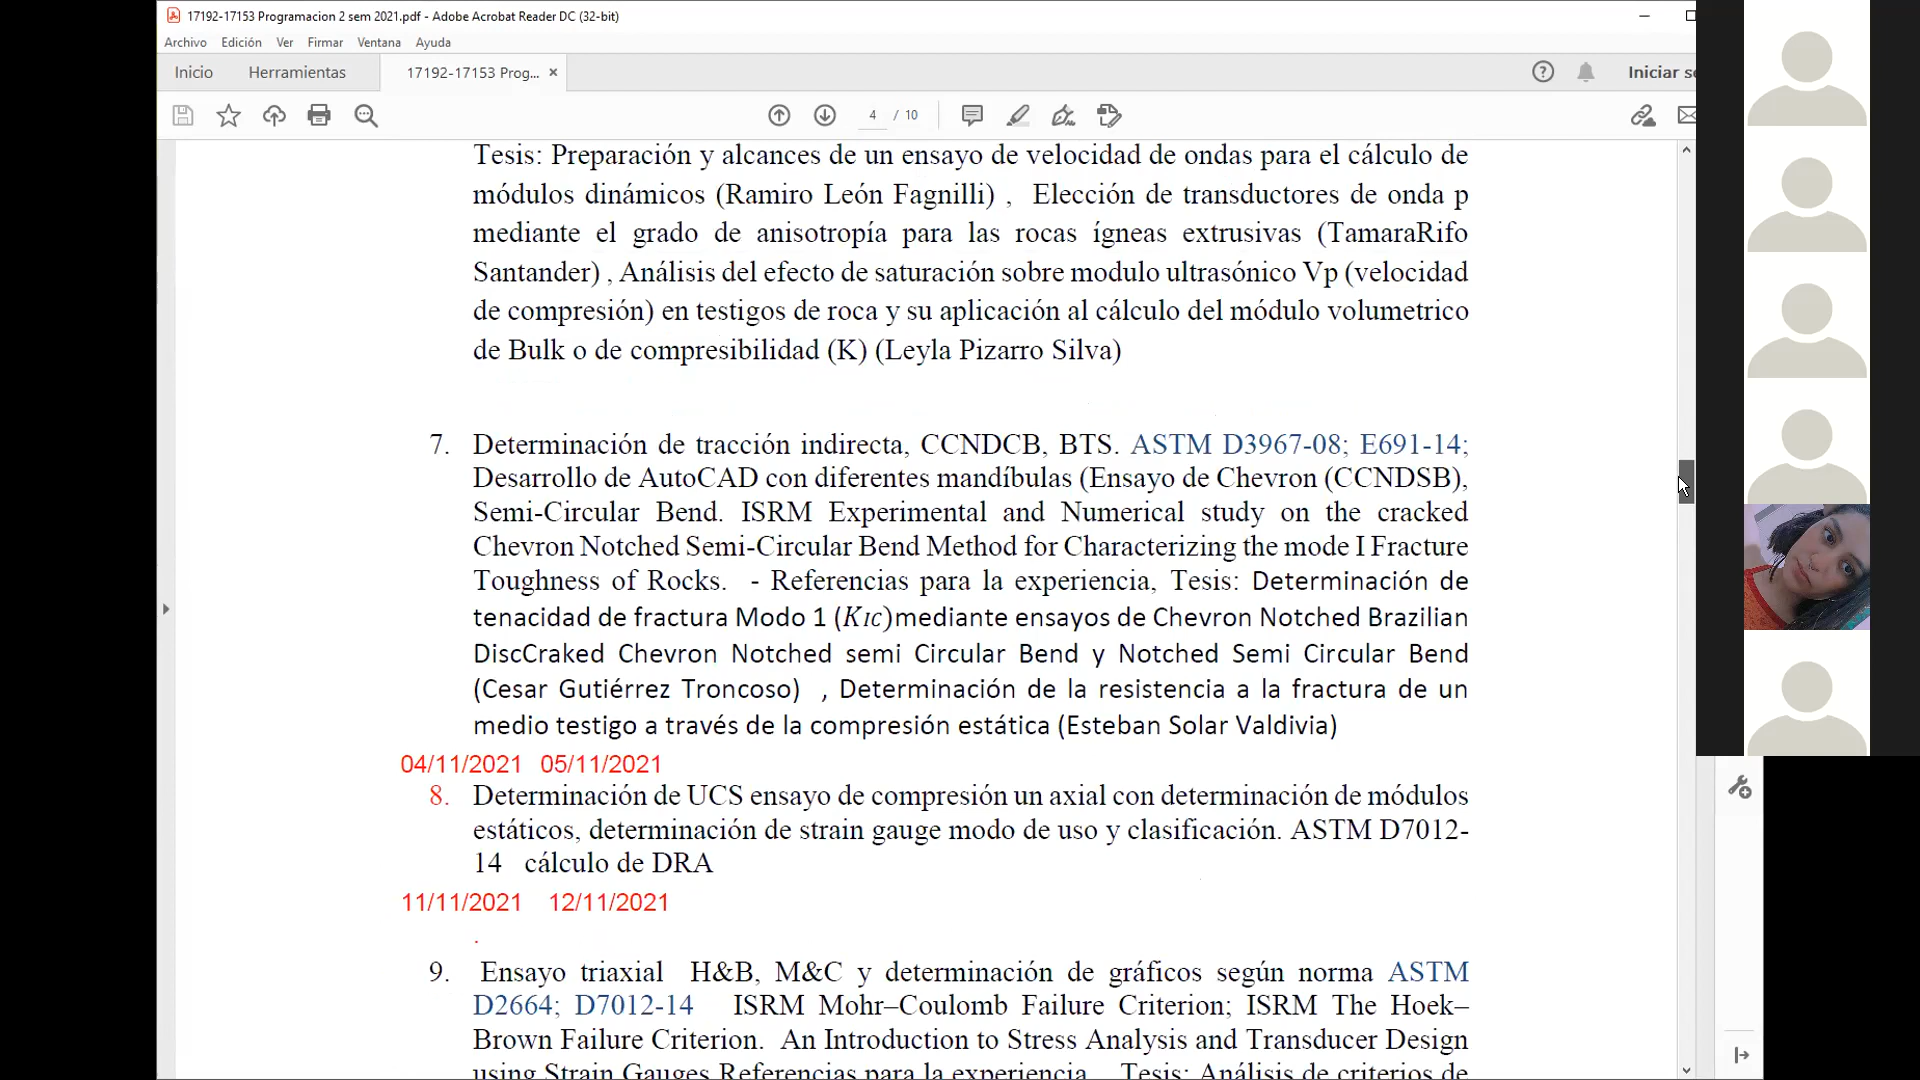 17192-17153 Programacion 2 sem 2021.pdf - Adobe Acrobat Reader DC (32-bit)
Archivo Edición Ver Firmar Ventana Ayuda
Inicio Herramientas 17192-17153 Prog... × Iniciar se
4 / 10
Tesis: Preparación y alcances de un ensayo de velocidad de ondas para el cálculo de
módulos dinámicos (Ramiro León Fagnilli) , Elección de transductores de onda p
mediante el grado de anisotropía para las rocas ígneas extrusivas (TamaraRifo
Santander) , Análisis del efecto de saturación sobre modulo ultrasónico Vp (velocidad
de compresión) en testigos de roca y su aplicación al cálculo del módulo volumetrico
de Bulk o de compresibilidad (K) (Leyla Pizarro Silva)
7. Determinación de tracción indirecta, CCNDCB, BTS. ASTM D3967-08; E691-14;
Desarrollo de AutoCAD con diferentes mandíbulas (Ensayo de Chevron (CCNDSB),
Semi-Circular Bend. ISRM Experimental and Numerical study on the cracked
Chevron Notched Semi-Circular Bend Method for Characterizing the mode I Fracture
Toughness of Rocks. - Referencias para la experiencia, Tesis: Determinación de
tenacidad de fractura Modo 1 (KIC)mediante ensayos de Chevron Notched Brazilian
DiscCraked Chevron Notched semi Circular Bend y Notched Semi Circular Bend
(Cesar Gutiérrez Troncoso) , Determinación de la resistencia a la fractura de un
medio testigo a través de la compresión estática (Esteban Solar Valdivia)
04/11/2021 05/11/2021
8. Determinación de UCS ensayo de compresión un axial con determinación de módulos
estáticos, determinación de strain gauge modo de uso y clasificación. ASTM D7012-
14 cálculo de DRA
11/11/2021 12/11/2021
.
9. Ensayo triaxial H&B, M&C y determinación de gráficos según norma ASTM
D2664; D7012-14 ISRM Mohr–Coulomb Failure Criterion; ISRM The Hoek–
Brown Failure Criterion. An Introduction to Stress Analysis and Transducer Design
using Strain Gauges Referencias para la experiencia. Tesis: Análisis de criterios de